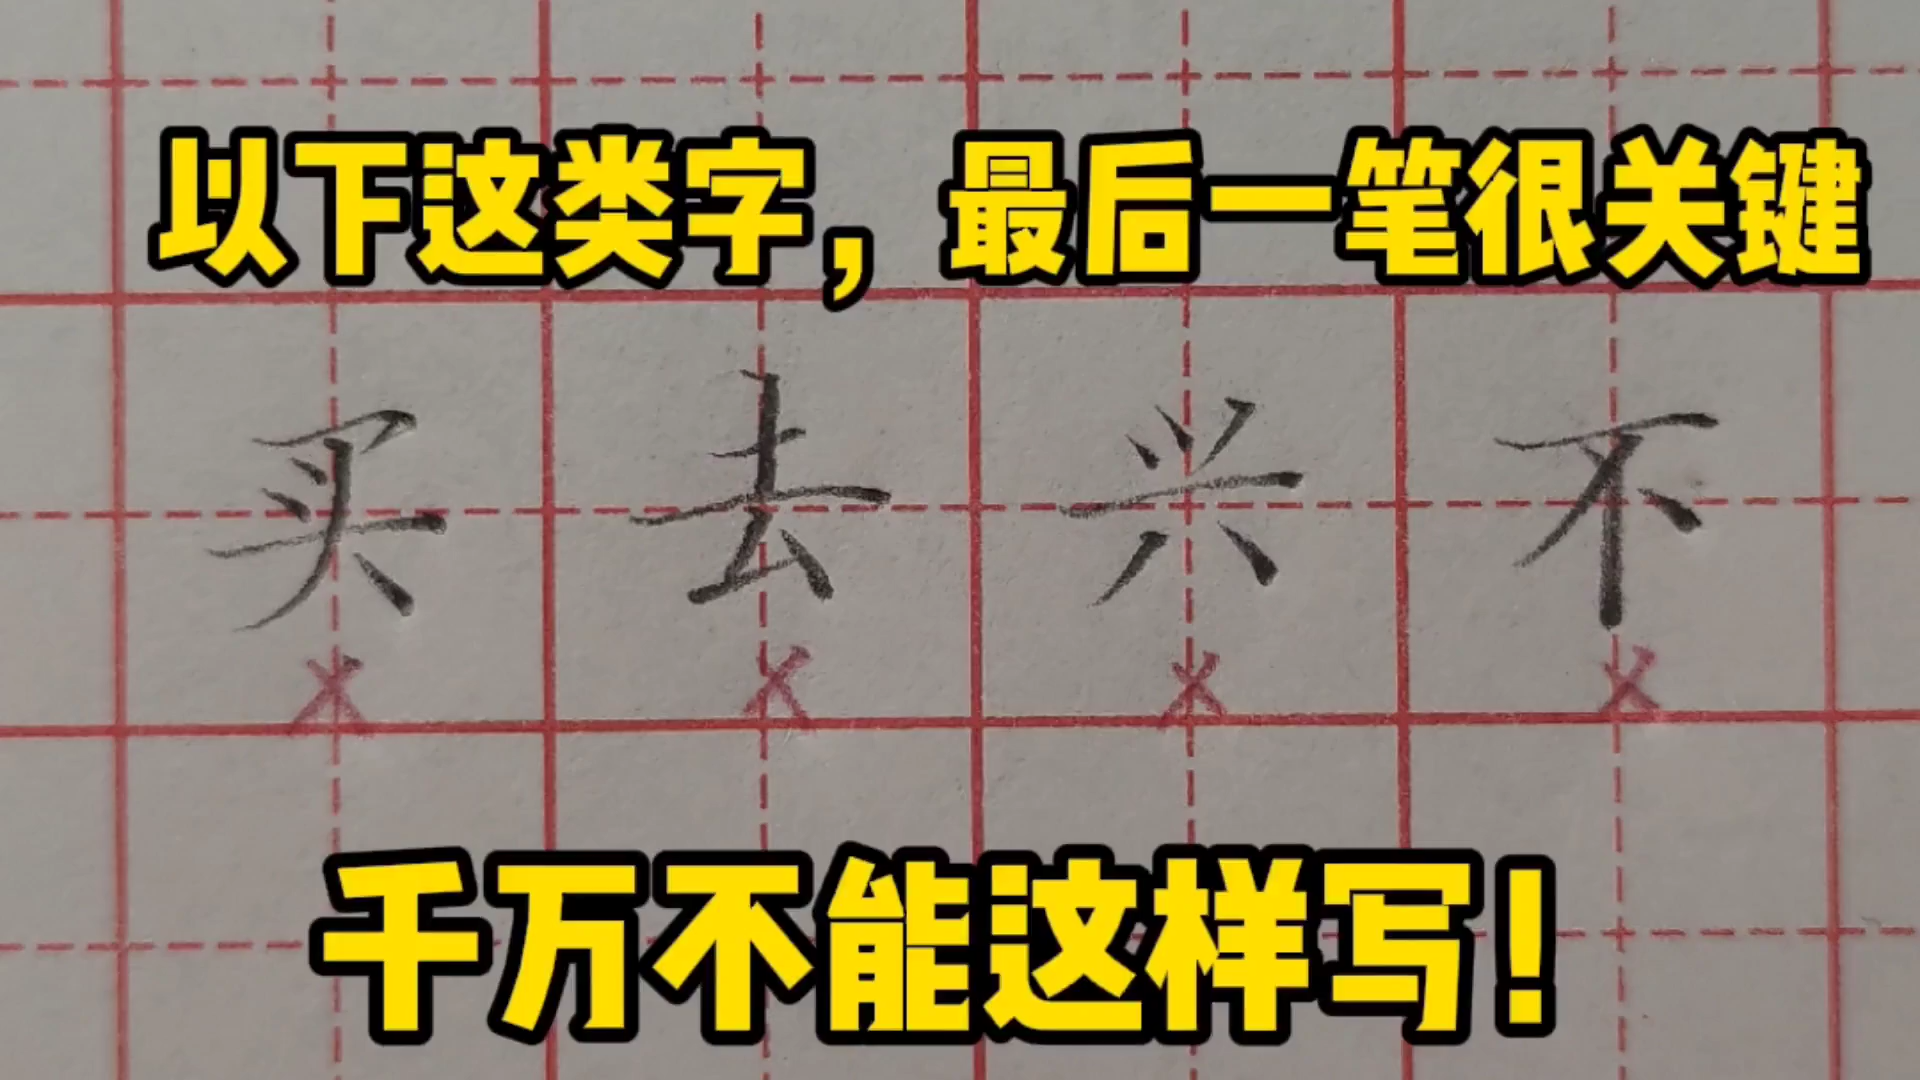 以下这类字，最后一笔很关键
买 去 兴 不
× × × ×
千万不能这样写！